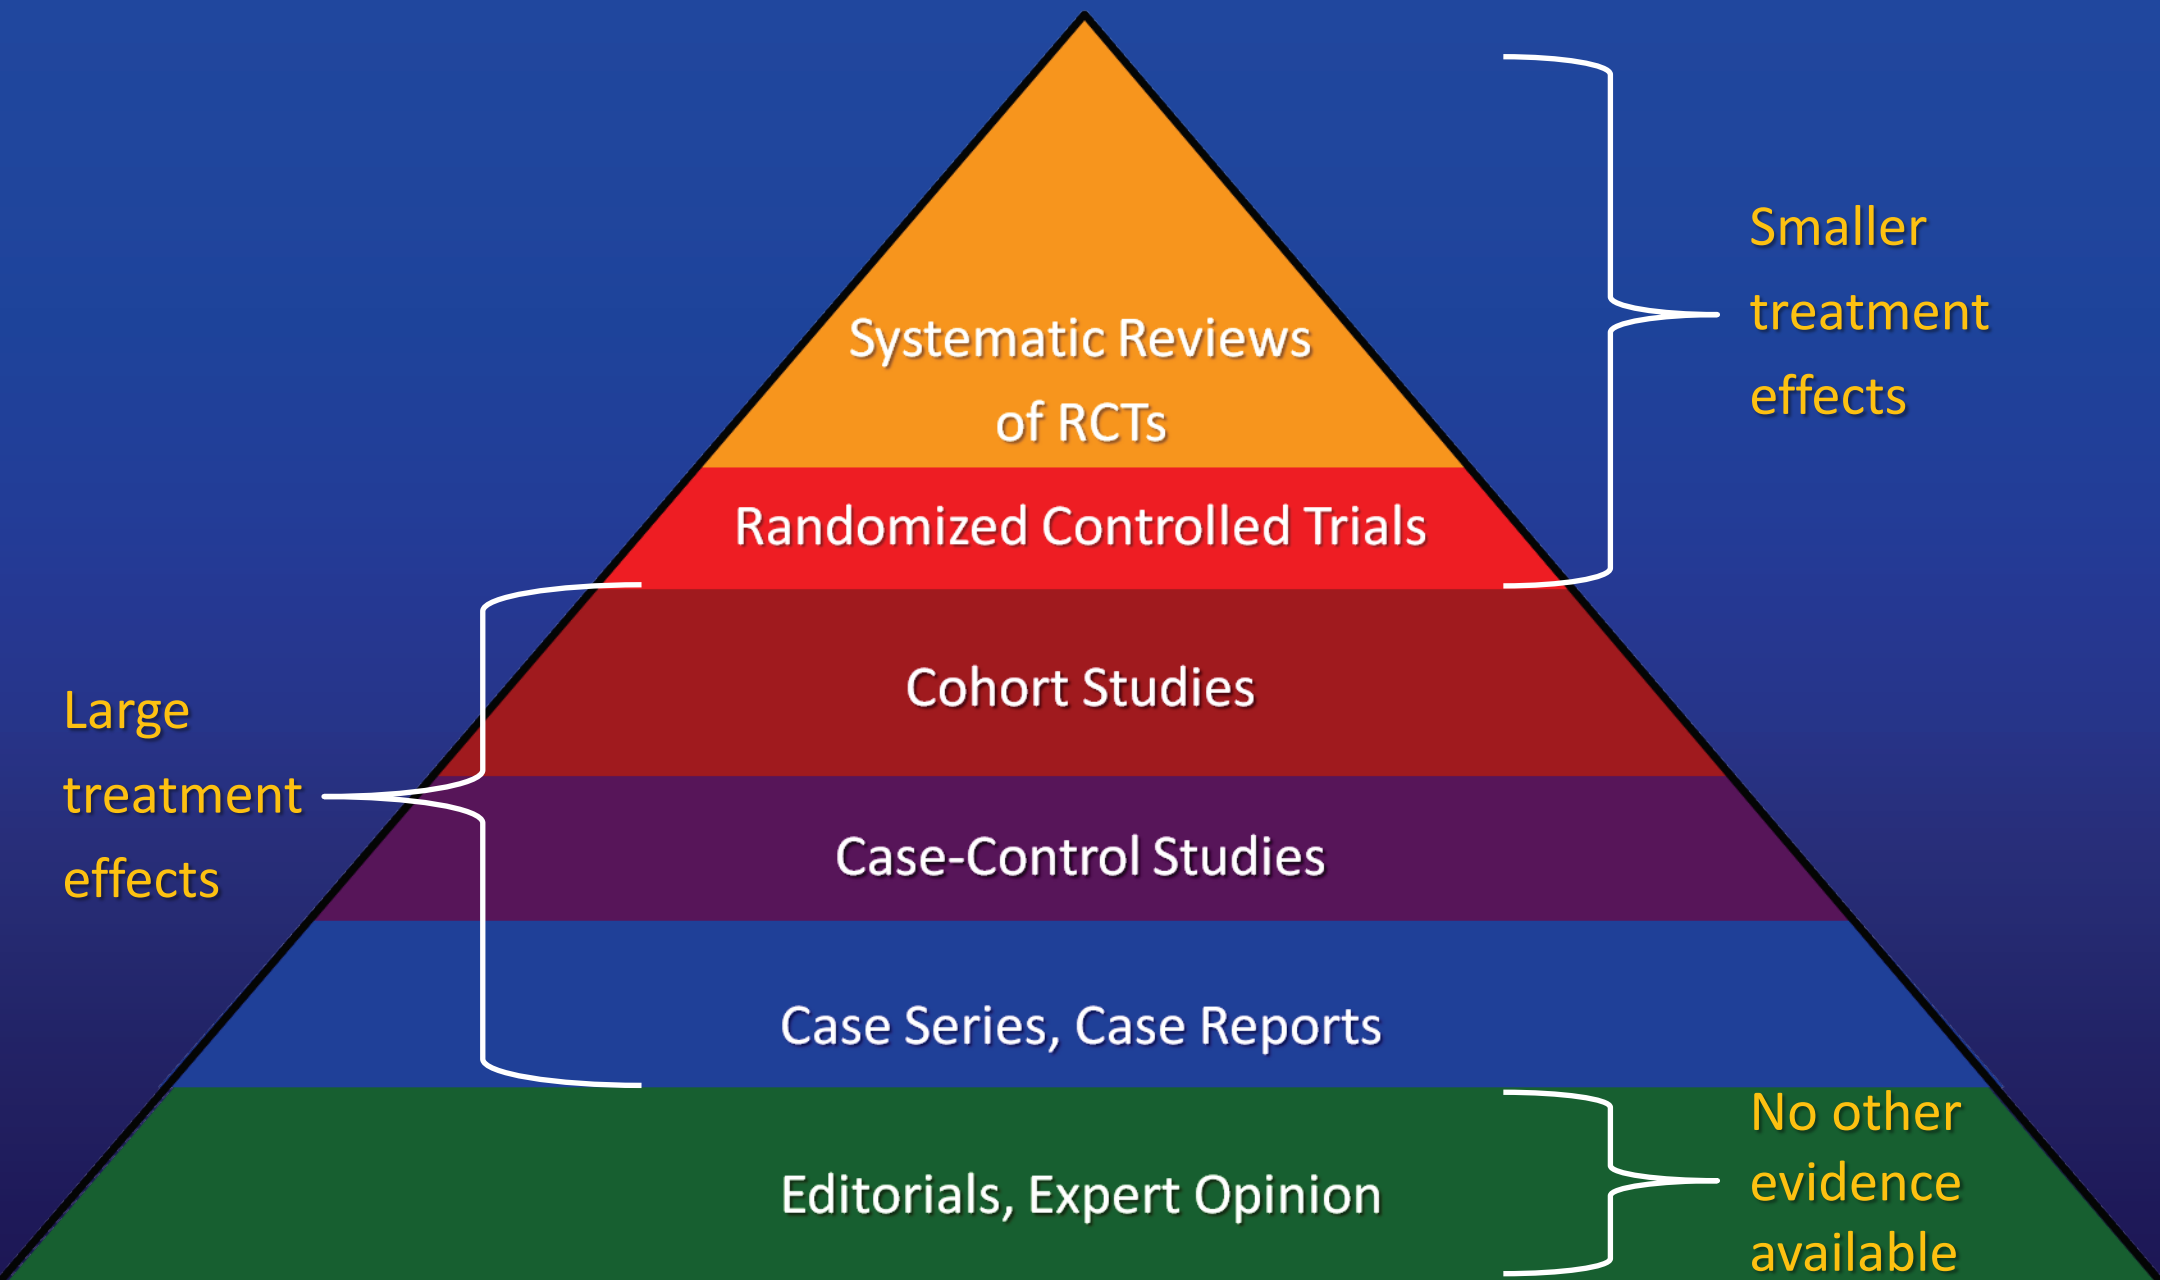 Smaller
treatment
effects
Systematic Reviews
of RCTs
Randomized Controlled Trials
Cohort Studies
Large
treatment
effects
Case-Control Studies
Case Series, Case Reports
Editorials, Expert Opinion
No other
evidence
available